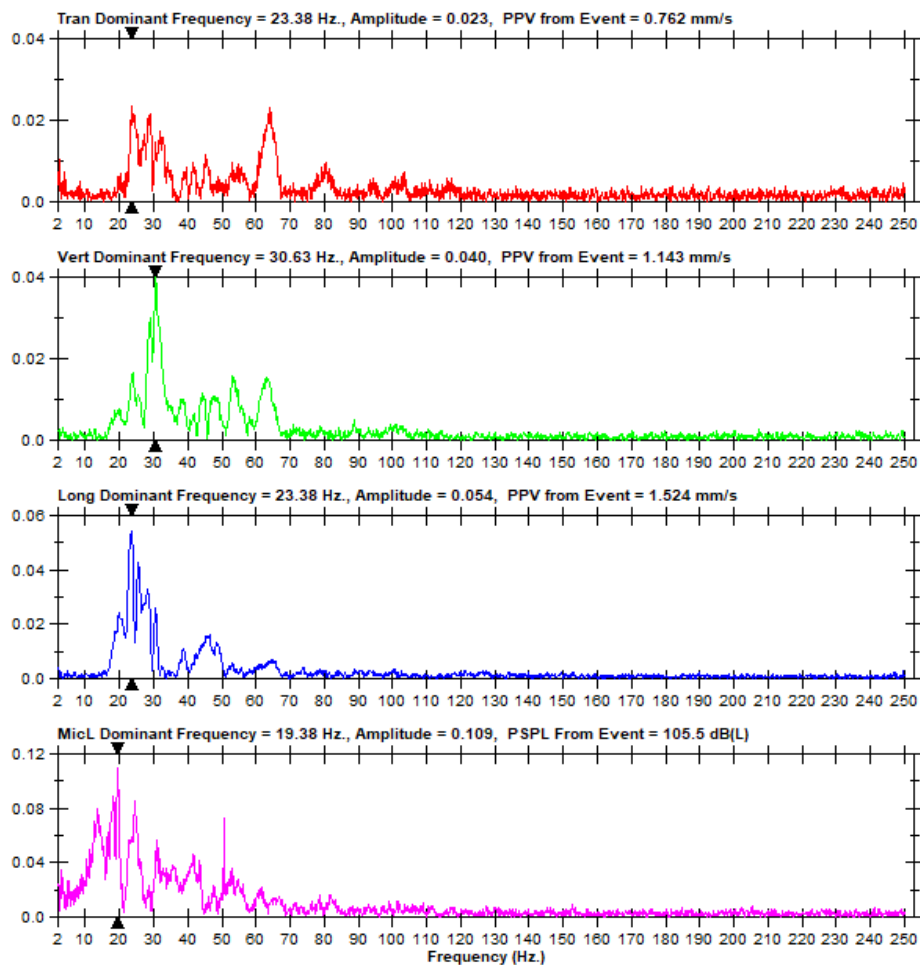 Tran Dominant Frequency = 23.38 Hz., Amplitude = 0.023, PPV from Event = 0.762 mm/s
0.04
0.02
0.0
2 10 20 30 40 50 60 70 80 90 100 110 120 130 140 150 160 170 180 190 200 210 220 230 240 250
Vert Dominant Frequency = 30.63 Hz., Amplitude = 0.040, PPV from Event = 1.143 mm/s
0.04
0.02
0.0
2 10 20 30 40 50 60 70 80 90 100 110 120 130 140 150 160 170 180 190 200 210 220 230 240 250
Long Dominant Frequency = 23.38 Hz., Amplitude = 0.054, PPV from Event = 1.524 mm/s
0.06
0.04
0.02
0.0
2 10 20 30 40 50 60 70 80 90 100 110 120 130 140 150 160 170 180 190 200 210 220 230 240 250
MicL Dominant Frequency = 19.38 Hz., Amplitude = 0.109, PSPL From Event = 105.5 dB(L)
0.12
0.08
0.04
0.0
2 10 20 30 40 50 60 70 80 90 100 110 120 130 140 150 160 170 180 190 200 210 220 230 240 250
Frequency (Hz.)